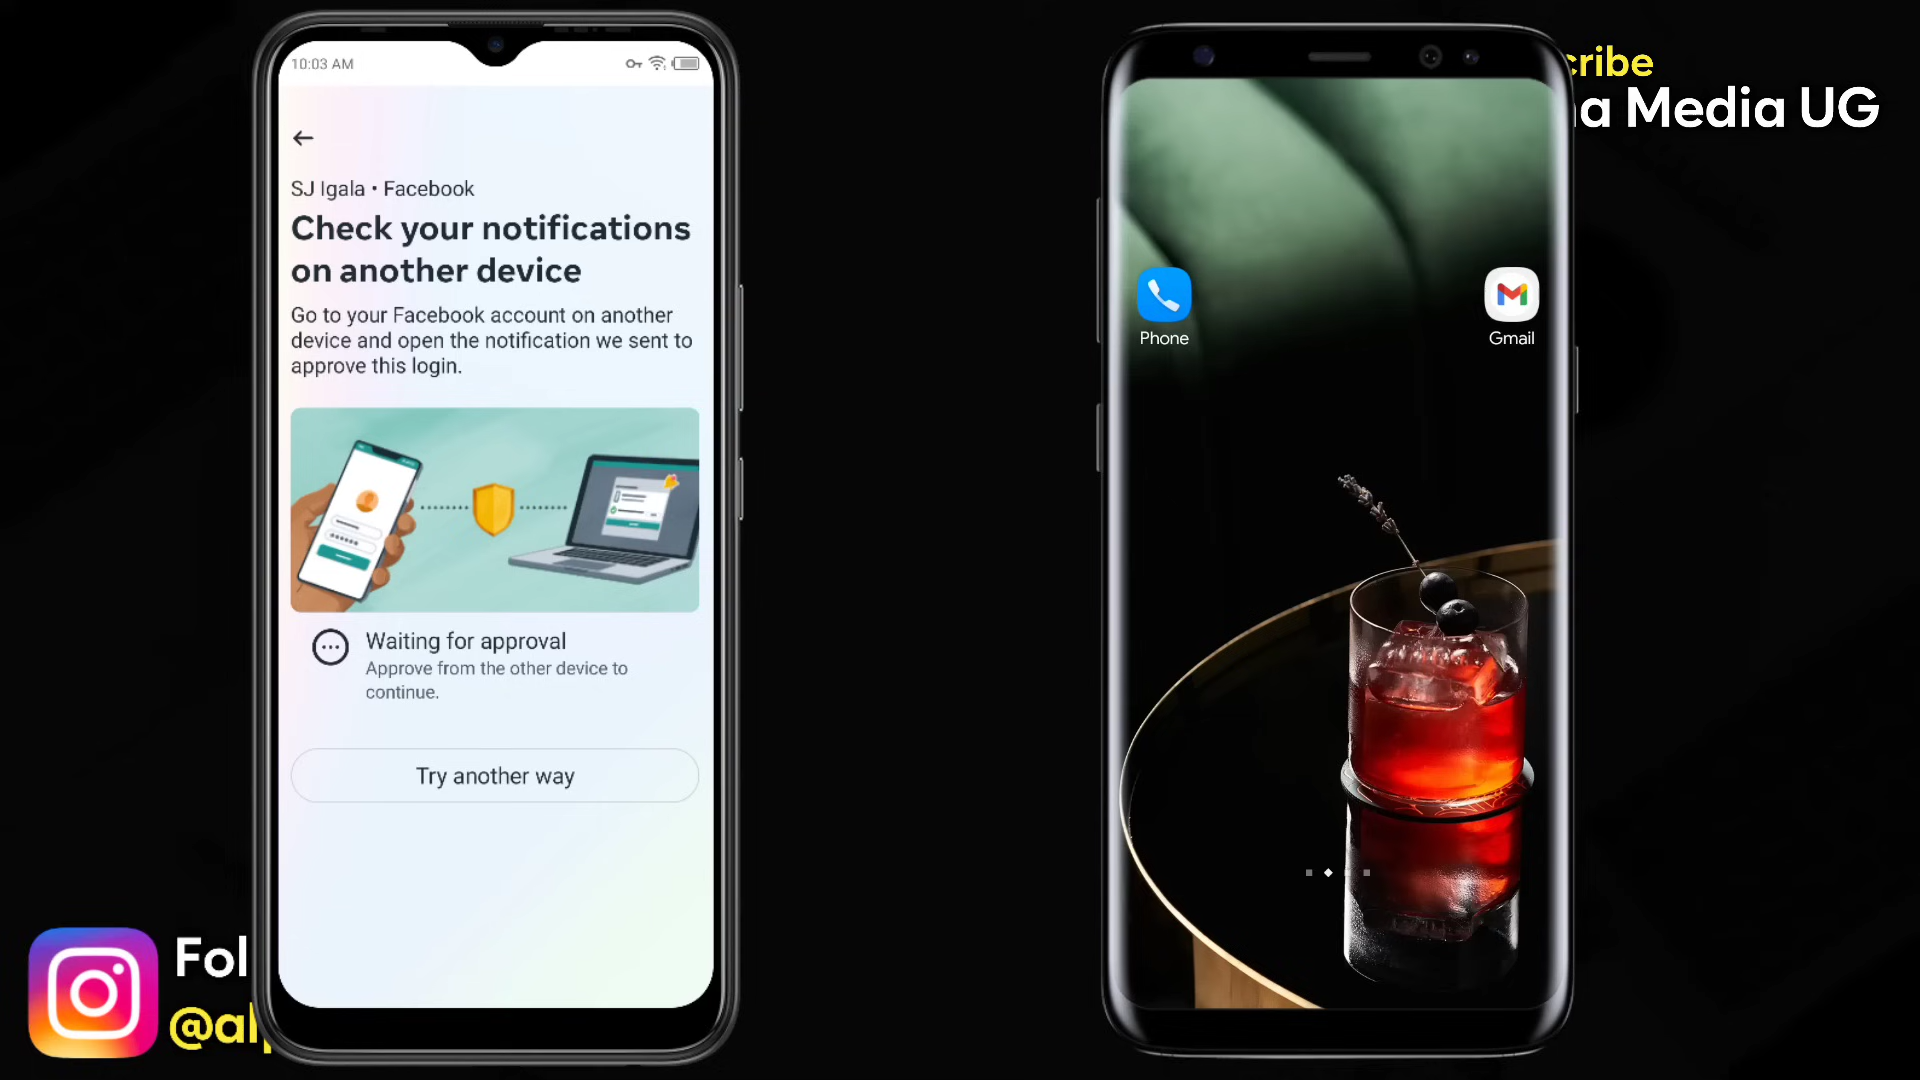 10:03 AM
SJ Igala • Facebook
Check your notifications
on another device
Go to your Facebook account on another
device and open the notification we sent to
approve this login.
Waiting for approval
Approve from the other device to
continue.
Try another way
Phone
Gmail
cribe
a Media UG
Fol
@al